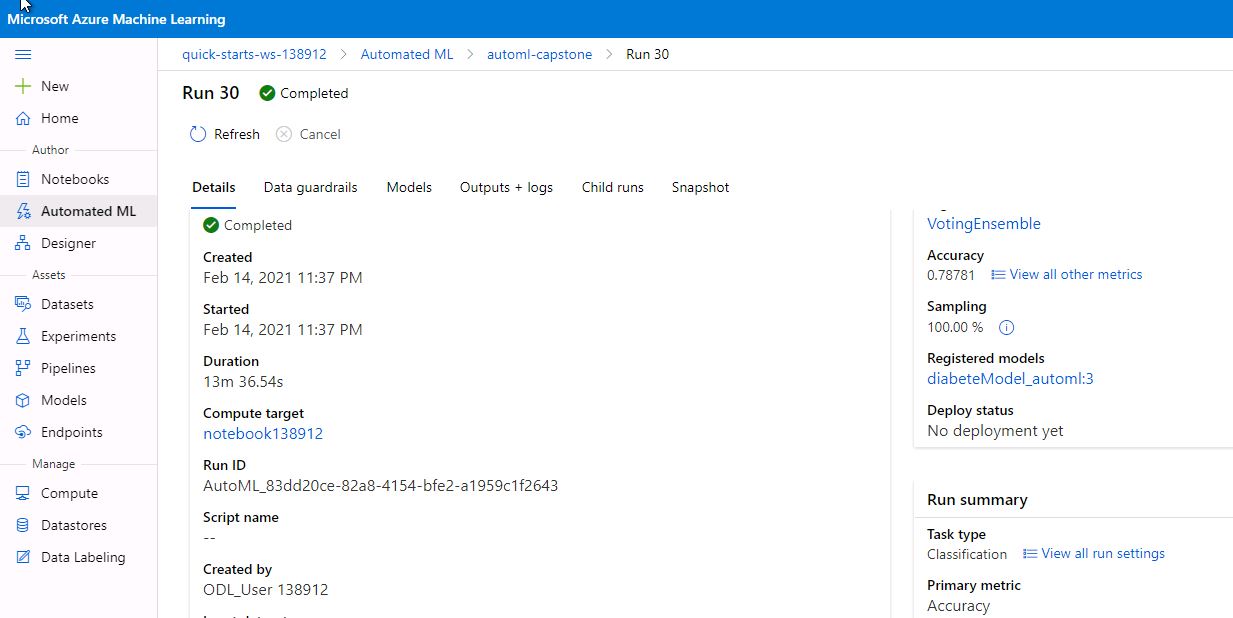 Microsoft Azure Machine Learning
quick-starts-ws-138912 > Automated ML > automl-capstone > Run 30
New
Home
Author
Notebooks
Automated ML
Designer
Assets
Datasets
Experiments
Pipelines
Models
Endpoints
Manage
Compute
Datastores
Data Labeling
Run 30 Completed
Refresh Cancel
Details Data guardrails Models Outputs + logs Child runs Snapshot
Completed
Created
Feb 14, 2021 11:37 PM
Started
Feb 14, 2021 11:37 PM
Duration
13m 36.54s
Compute target
notebook138912
Run ID
AutoML_83dd20ce-82a8-4154-bfe2-a1959c1f2643
Script name
--
Created by
ODL_User 138912
VotingEnsemble
Accuracy
0.78781 View all other metrics
Sampling
100.00 %
Registered models
diabeteModel_automl:3
Deploy status
No deployment yet
Run summary
Task type
Classification View all run settings
Primary metric
Accuracy